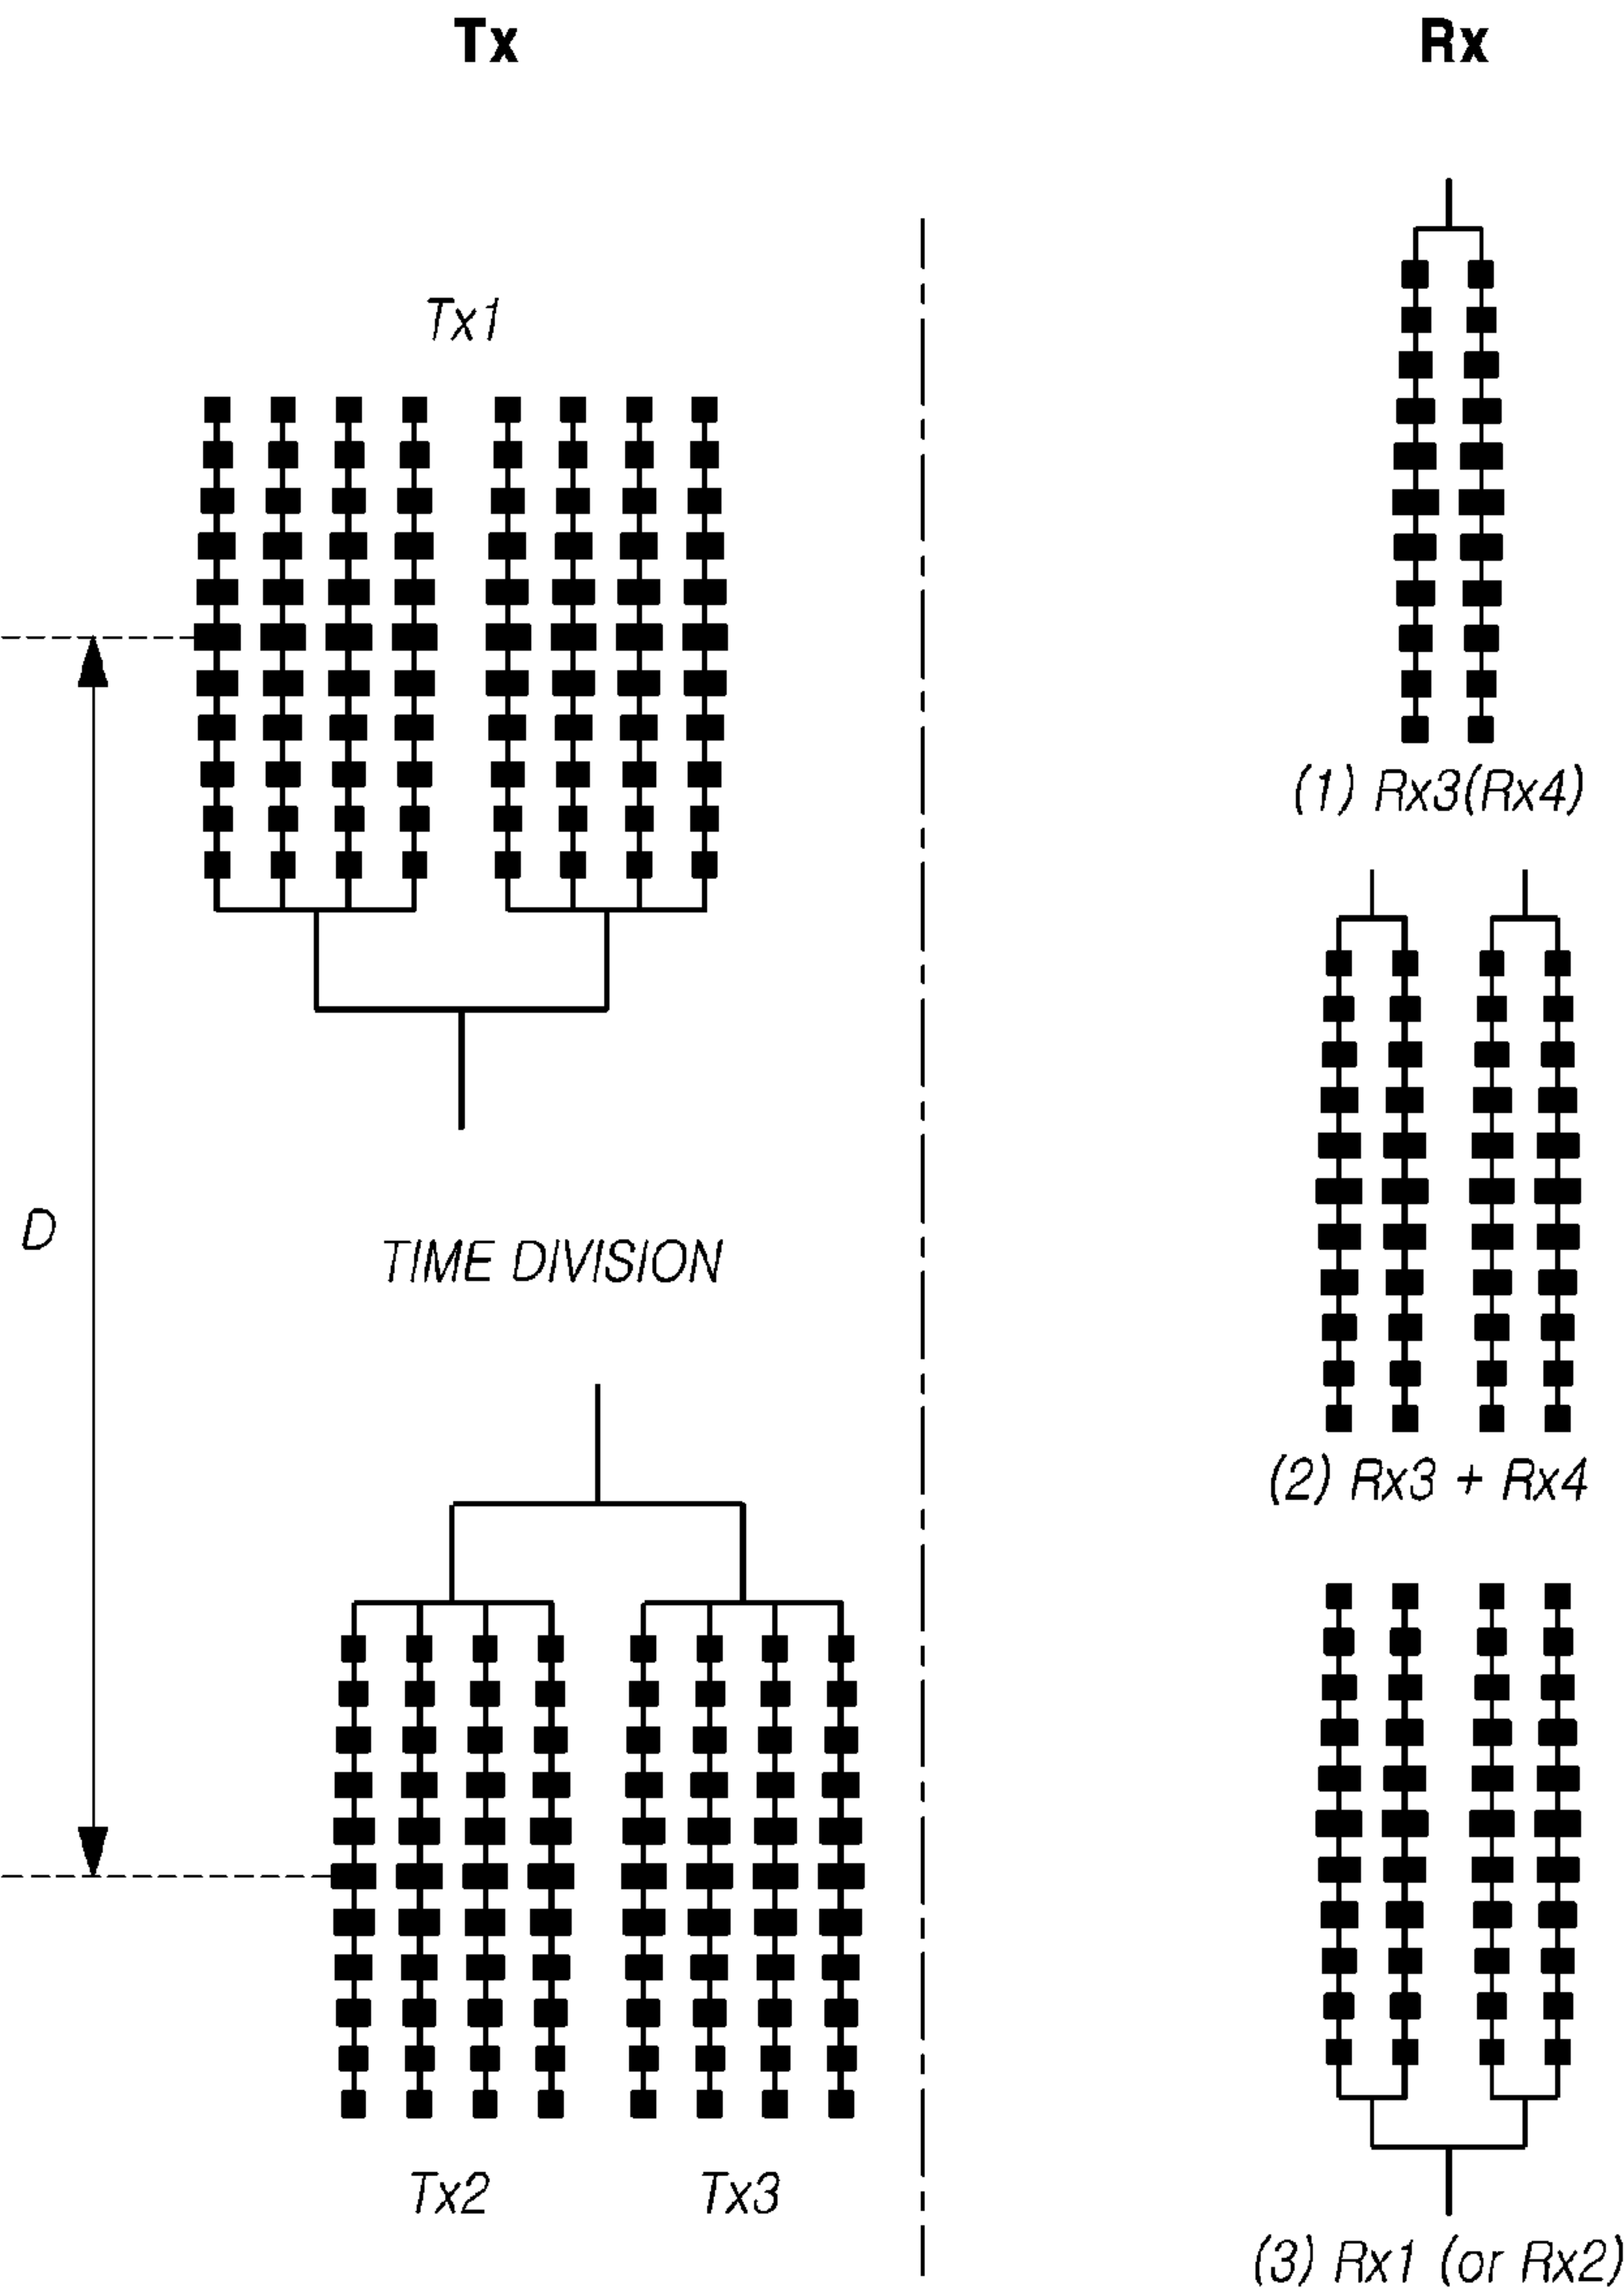 Tx
Rx
Tx1
(1) Rx3(Rx4)
D
TIME DIVISION
(2) Rx3 + Rx4
Tx2
Tx3
(3) Rx1 (or Rx2)